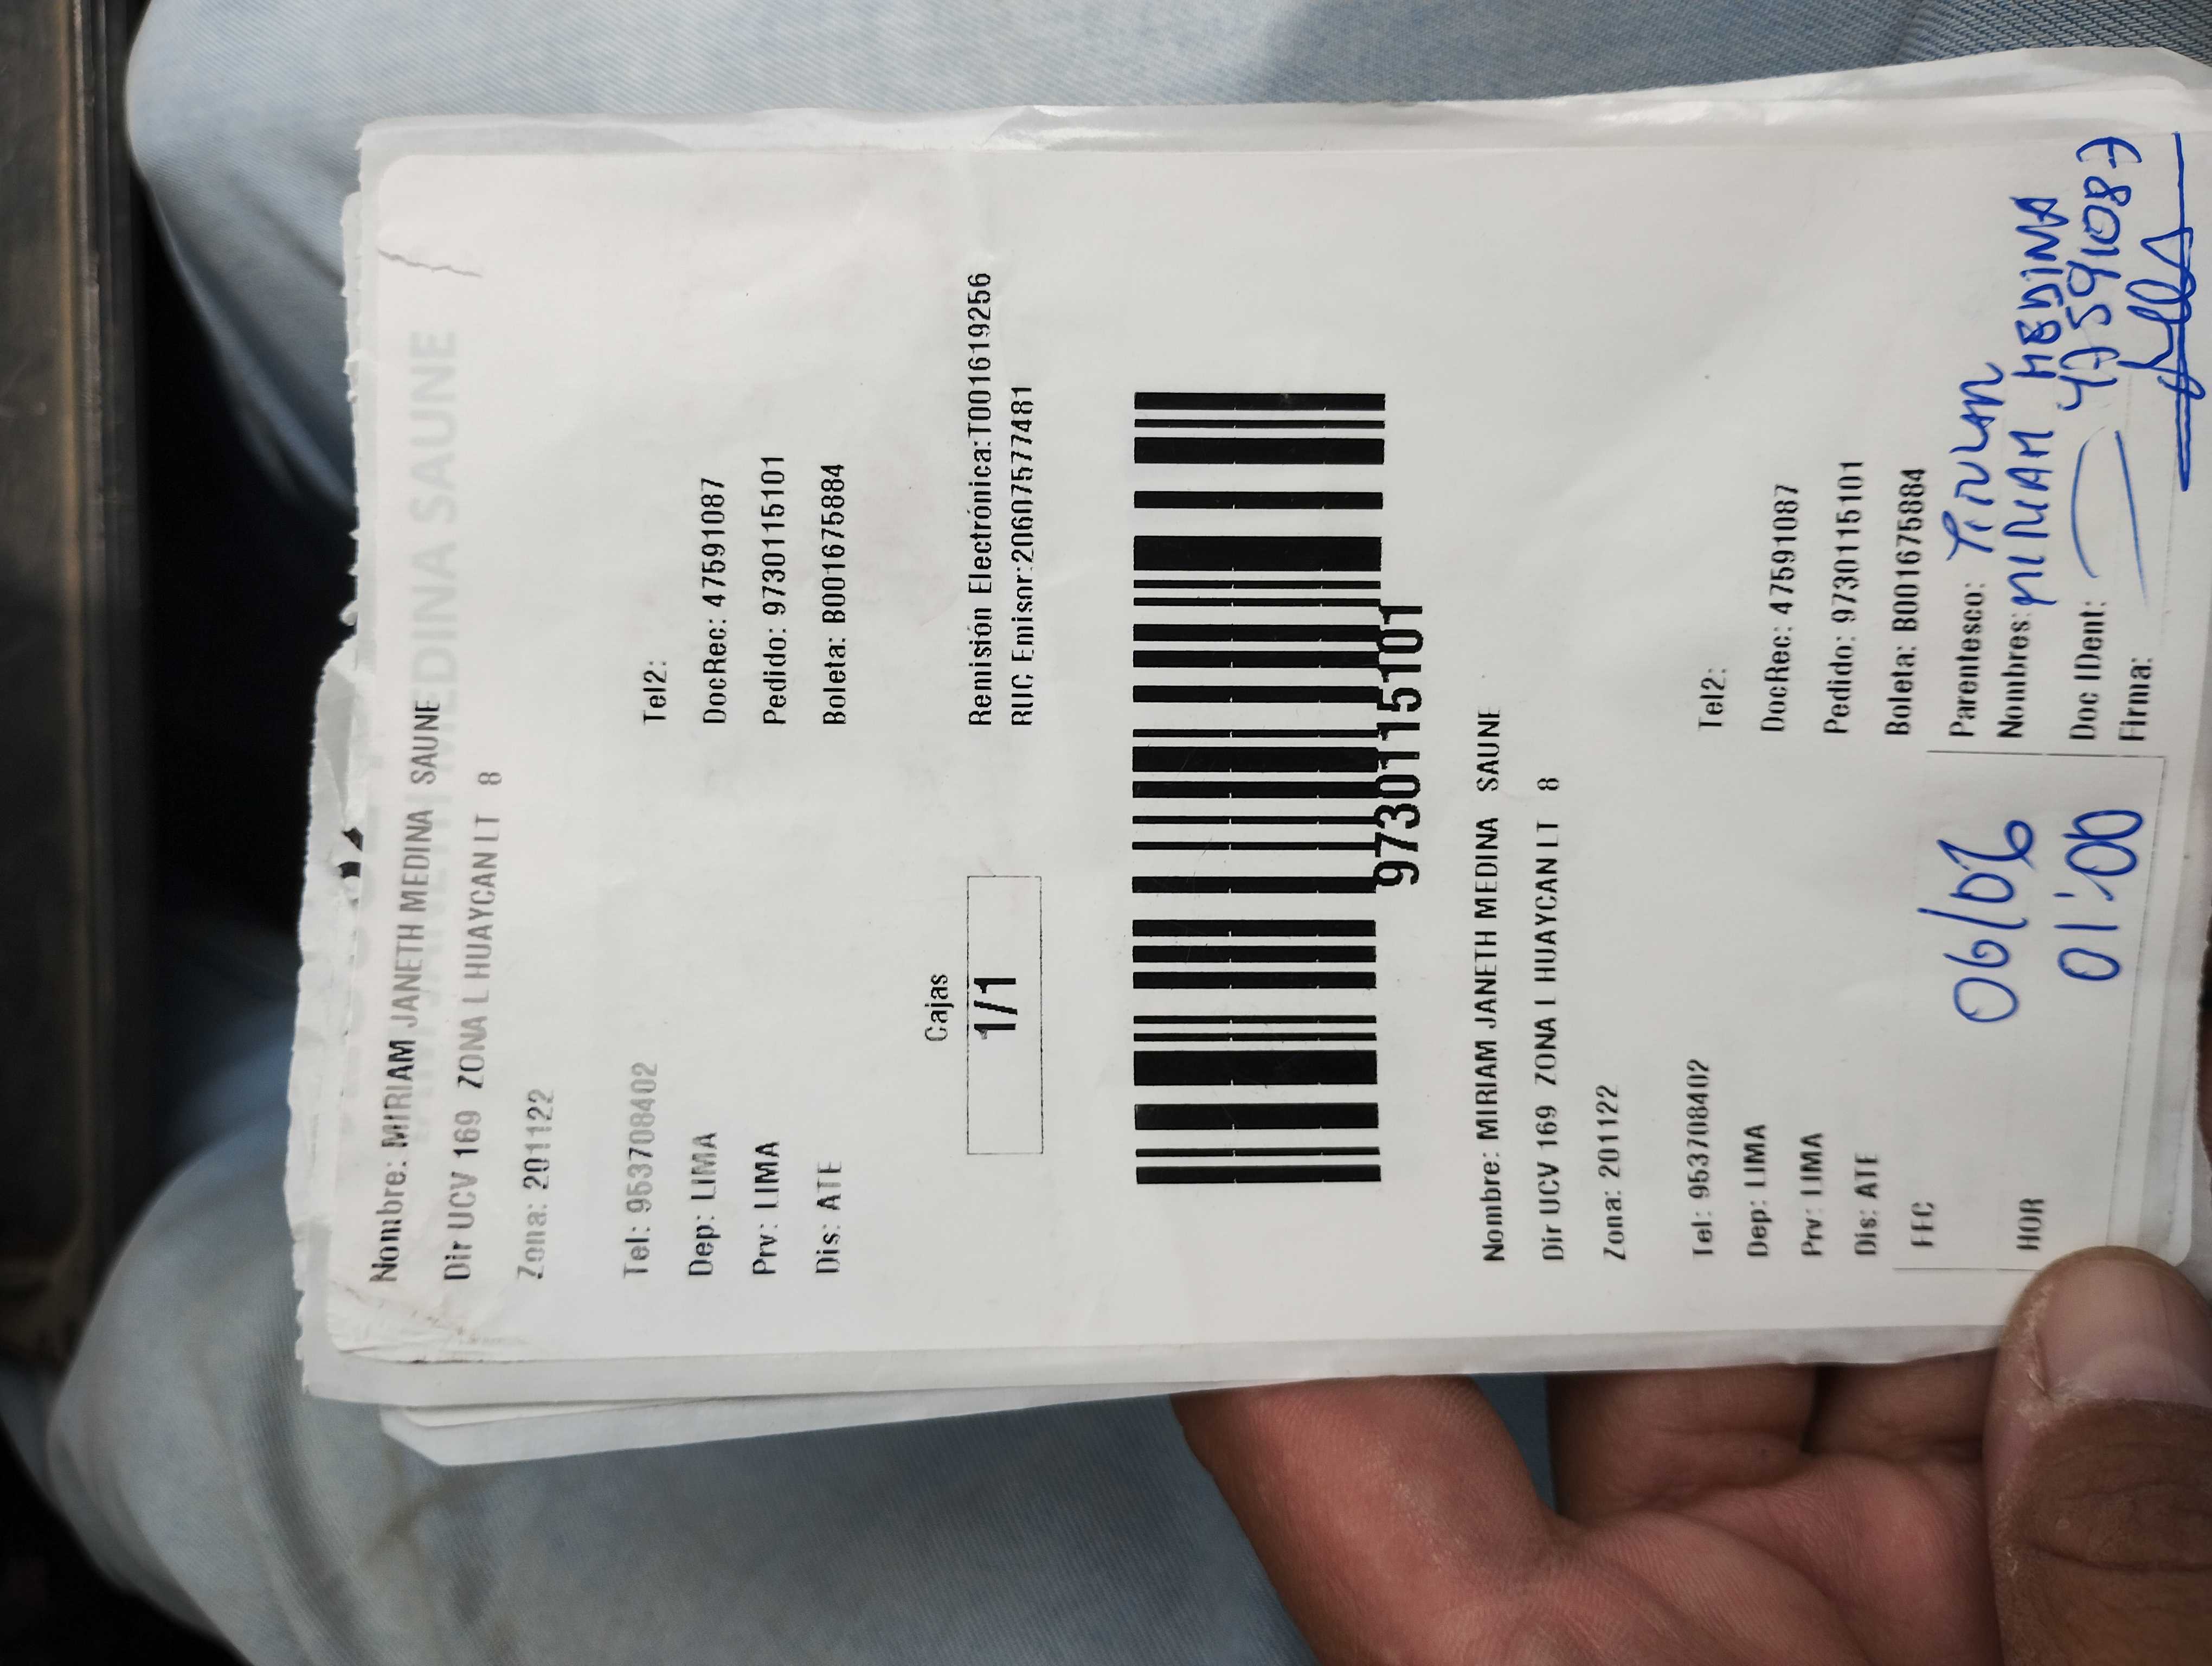 Nombre: MIRIAM JANETH MEDINA SAUNE
MEDINA SAUNE
Dir UCV 169 ZONA L HUAYCAN LT 8
Zona: 201122
Tel: 953708402 Tel2:
Dep: LIMA DocRec: 47591087
Prv: LIMA Pedido: 9730115101
Dis: ATE Boleta: B001675884
Cajas
1/1
Remisión Electrónica:T001619256
RUC Emisor:20607577481
9730115101
Nombre: MIRIAM JANETH MEDINA SAUNE
Dir UCV 169 ZONA L HUAYCAN LT 8
Zona: 201122
Tel: 953708402 Tel2:
Dep: LIMA DocRec: 47591087
Prv: LIMA Pedido: 9730115101
Dis: ATE Boleta: B001675884
FEC 06/06
HOR 01:00
Parentesco: Titular
Nombres: MIRIAM MEDINA
Doc IDent: 47591087
Firma: